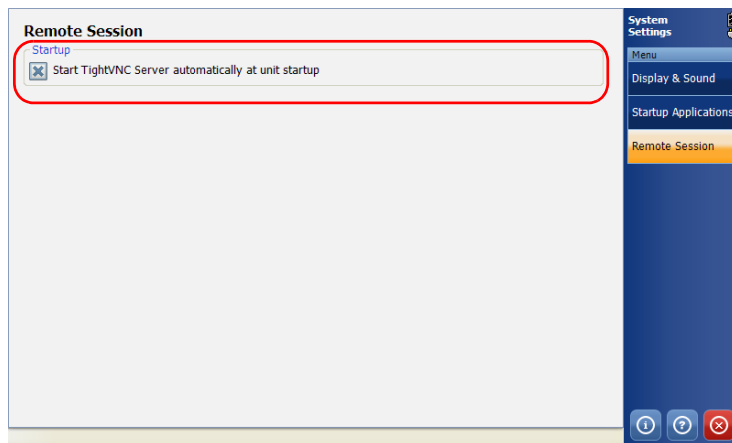 Remote Session
Startup
Start TightVNC Server automatically at unit startup
System
Settings
Menu
Display & Sound
Startup Applications
Remote Session